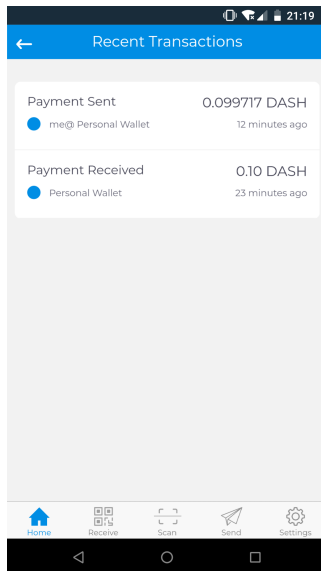 21:19
Recent Transactions
Payment Sent 0.099717 DASH
me@ Personal Wallet 12 minutes ago
Payment Received 0.10 DASH
Personal Wallet 23 minutes ago
Home Receive Scan Send Settings